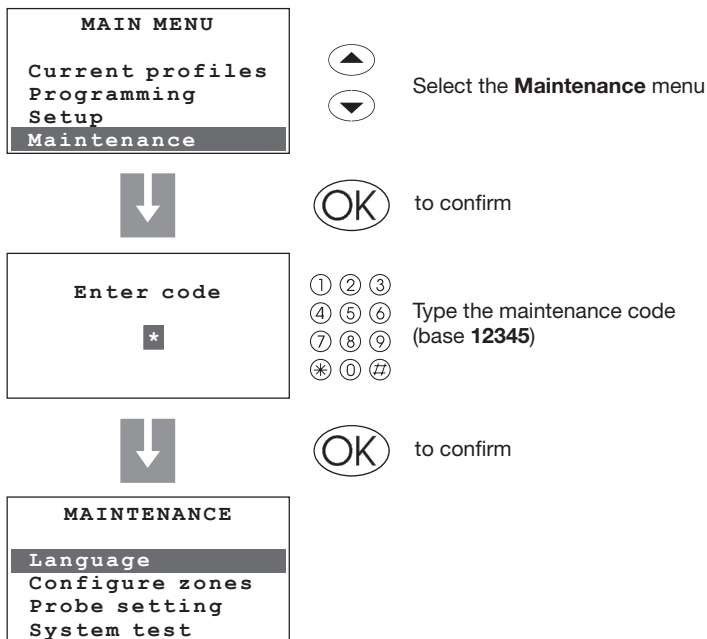 MAIN MENU
Current profiles
Programming
Setup
Maintenance
Select the Maintenance menu
OK
to confirm
Enter code
*
1 2 3
4 5 6
7 8 9
* 0 #
Type the maintenance code
(base 12345)
OK
to confirm
MAINTENANCE
Language
Configure zones
Probe setting
System test